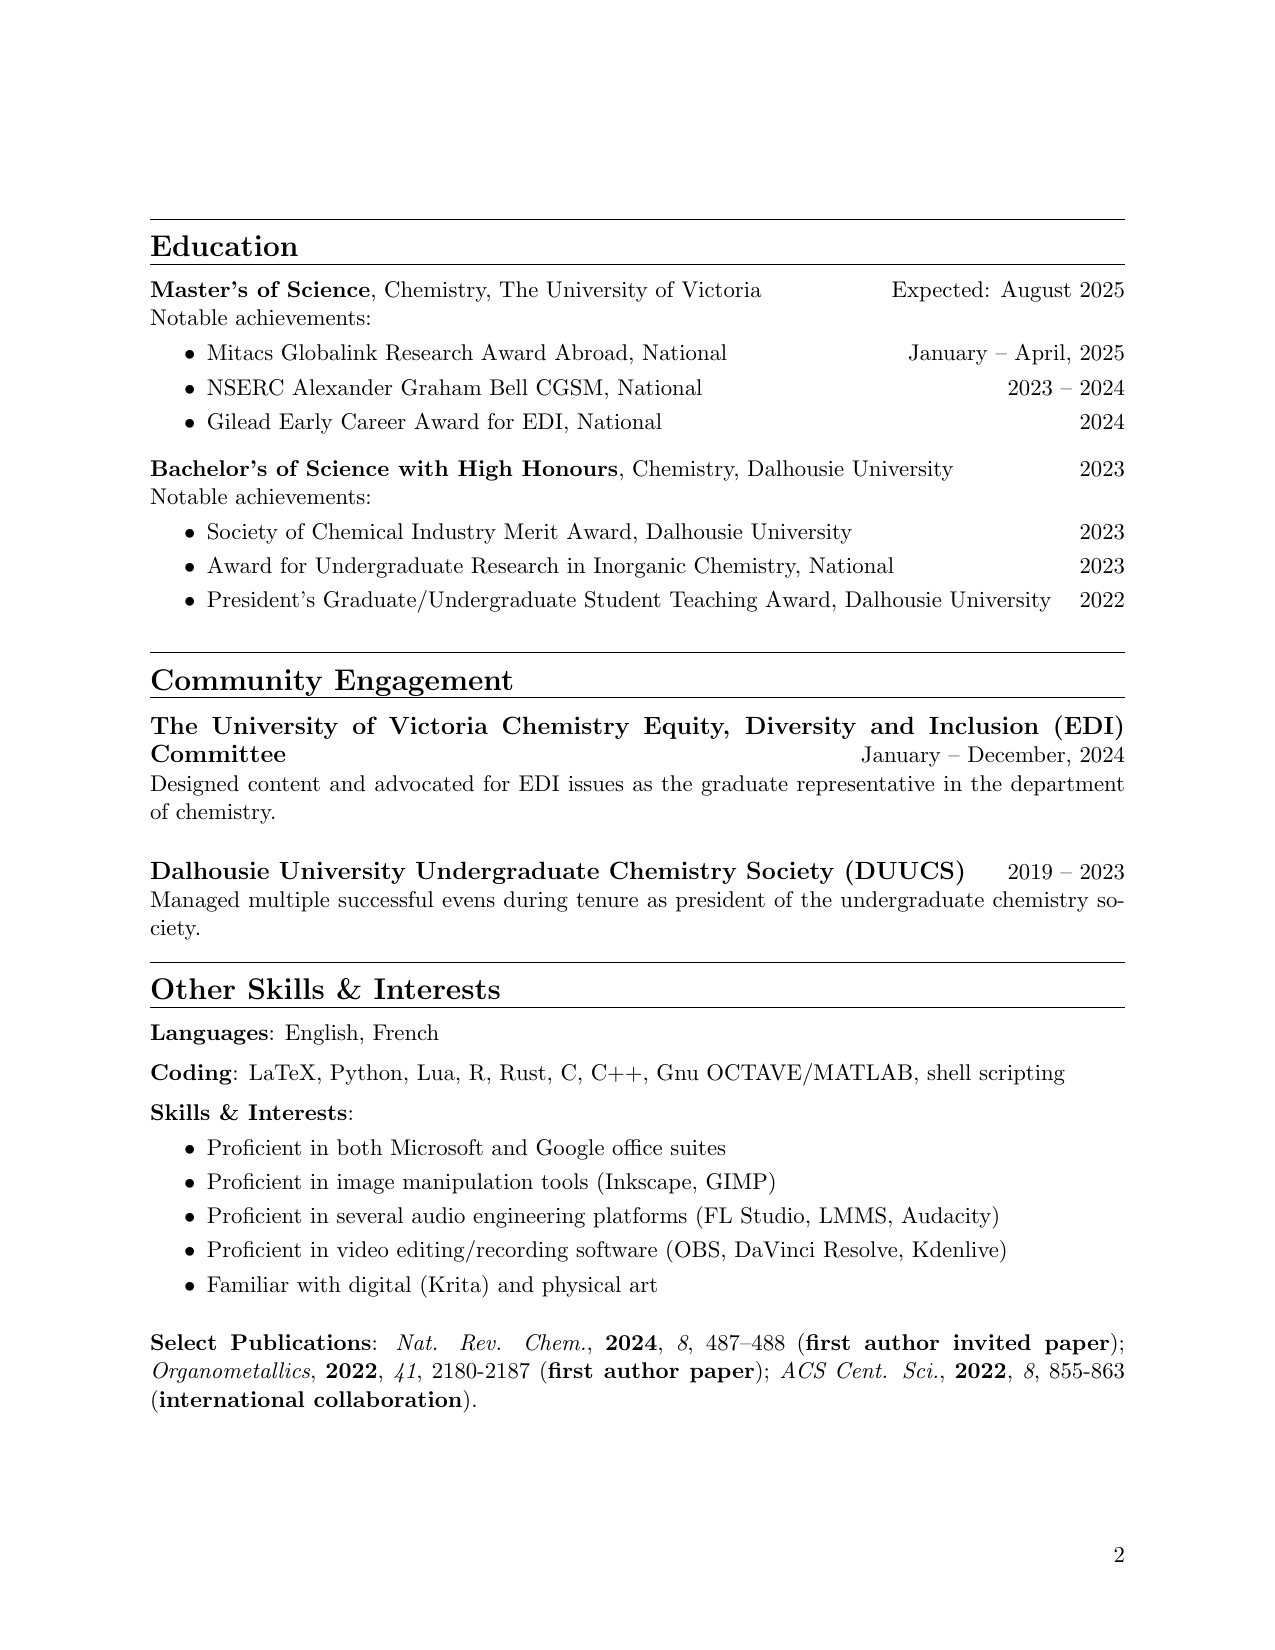 Education
Master's of Science, Chemistry, The University of Victoria Expected: August 2025
Notable achievements:
• Mitacs Globalink Research Award Abroad, National January – April, 2025
• NSERC Alexander Graham Bell CGSM, National 2023 – 2024
• Gilead Early Career Award for EDI, National 2024
Bachelor's of Science with High Honours, Chemistry, Dalhousie University 2023
Notable achievements:
• Society of Chemical Industry Merit Award, Dalhousie University 2023
• Award for Undergraduate Research in Inorganic Chemistry, National 2023
• President's Graduate/Undergraduate Student Teaching Award, Dalhousie University 2022
Community Engagement
The University of Victoria Chemistry Equity, Diversity and Inclusion (EDI)
Committee January – December, 2024
Designed content and advocated for EDI issues as the graduate representative in the department
of chemistry.
Dalhousie University Undergraduate Chemistry Society (DUUCS) 2019 – 2023
Managed multiple successful evens during tenure as president of the undergraduate chemistry so-
ciety.
Other Skills & Interests
Languages: English, French
Coding: LaTeX, Python, Lua, R, Rust, C, C++, Gnu OCTAVE/MATLAB, shell scripting
Skills & Interests:
• Proficient in both Microsoft and Google office suites
• Proficient in image manipulation tools (Inkscape, GIMP)
• Proficient in several audio engineering platforms (FL Studio, LMMS, Audacity)
• Proficient in video editing/recording software (OBS, DaVinci Resolve, Kdenlive)
• Familiar with digital (Krita) and physical art
Select Publications: Nat. Rev. Chem., 2024, 8, 487–488 (first author invited paper);
Organometallics, 2022, 41, 2180-2187 (first author paper); ACS Cent. Sci., 2022, 8, 855-863
(international collaboration).
2